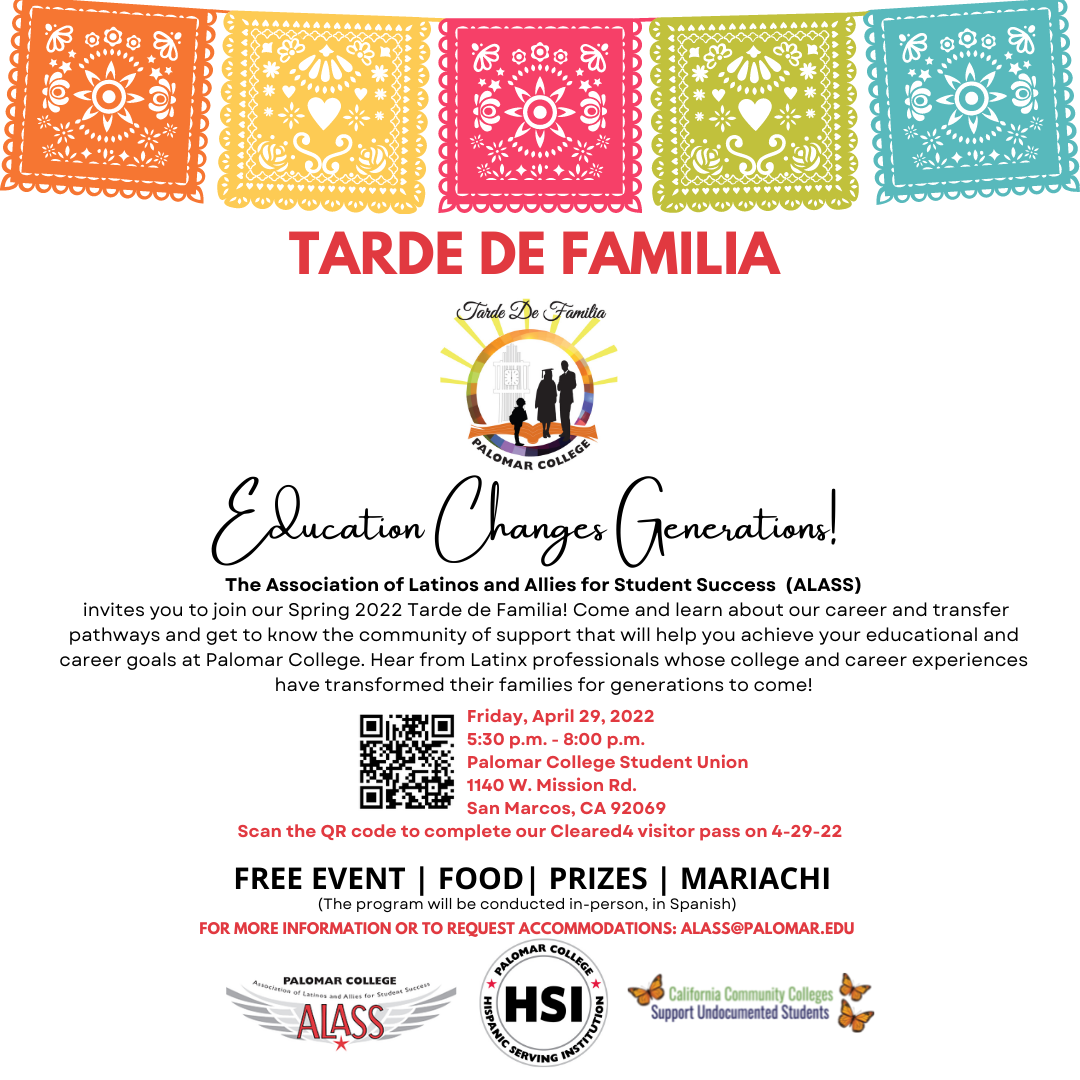 TARDE DE FAMILIA
Tarde De Familia
PALOMAR COLLEGE
Education Changes Generations!
The Association of Latinos and Allies for Student Success (ALASS)
invites you to join our Spring 2022 Tarde de Familia! Come and learn about our career and transfer
pathways and get to know the community of support that will help you achieve your educational and
career goals at Palomar College. Hear from Latinx professionals whose college and career experiences
have transformed their families for generations to come!
Friday, April 29, 2022
5:30 p.m. - 8:00 p.m.
Palomar College Student Union
1140 W. Mission Rd.
San Marcos, CA 92069
Scan the QR code to complete our Cleared4 visitor pass on 4-29-22
FREE EVENT | FOOD| PRIZES | MARIACHI
(The program will be conducted in-person, in Spanish)
FOR MORE INFORMATION OR TO REQUEST ACCOMMODATIONS: ALASS@PALOMAR.EDU
PALOMAR COLLEGE
Association of Latinos and Allies for Student Success
ALASS
PALOMAR COLLEGE
HSI
HISPANIC SERVING INSTITUTION
California Community Colleges
Support Undocumented Students